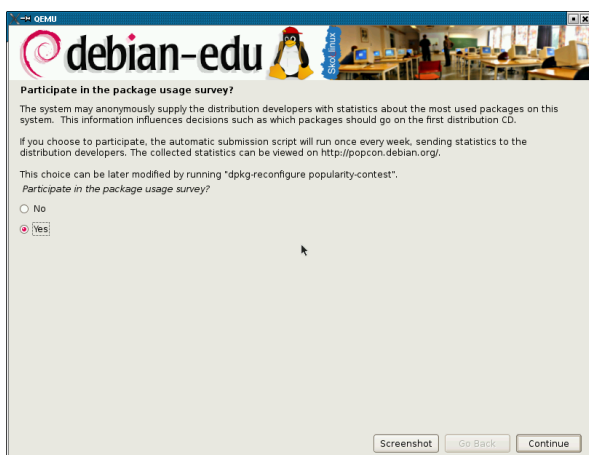 QEMU
debian-edu
Skol linux
Participate in the package usage survey?
The system may anonymously supply the distribution developers with statistics about the most used packages on this
system.  This information influences decisions such as which packages should go on the first distribution CD.
If you choose to participate, the automatic submission script will run once every week, sending statistics to the
distribution developers. The collected statistics can be viewed on http://popcon.debian.org/.
This choice can be later modified by running "dpkg-reconfigure popularity-contest".
Participate in the package usage survey?
No
Yes
Screenshot Go Back Continue